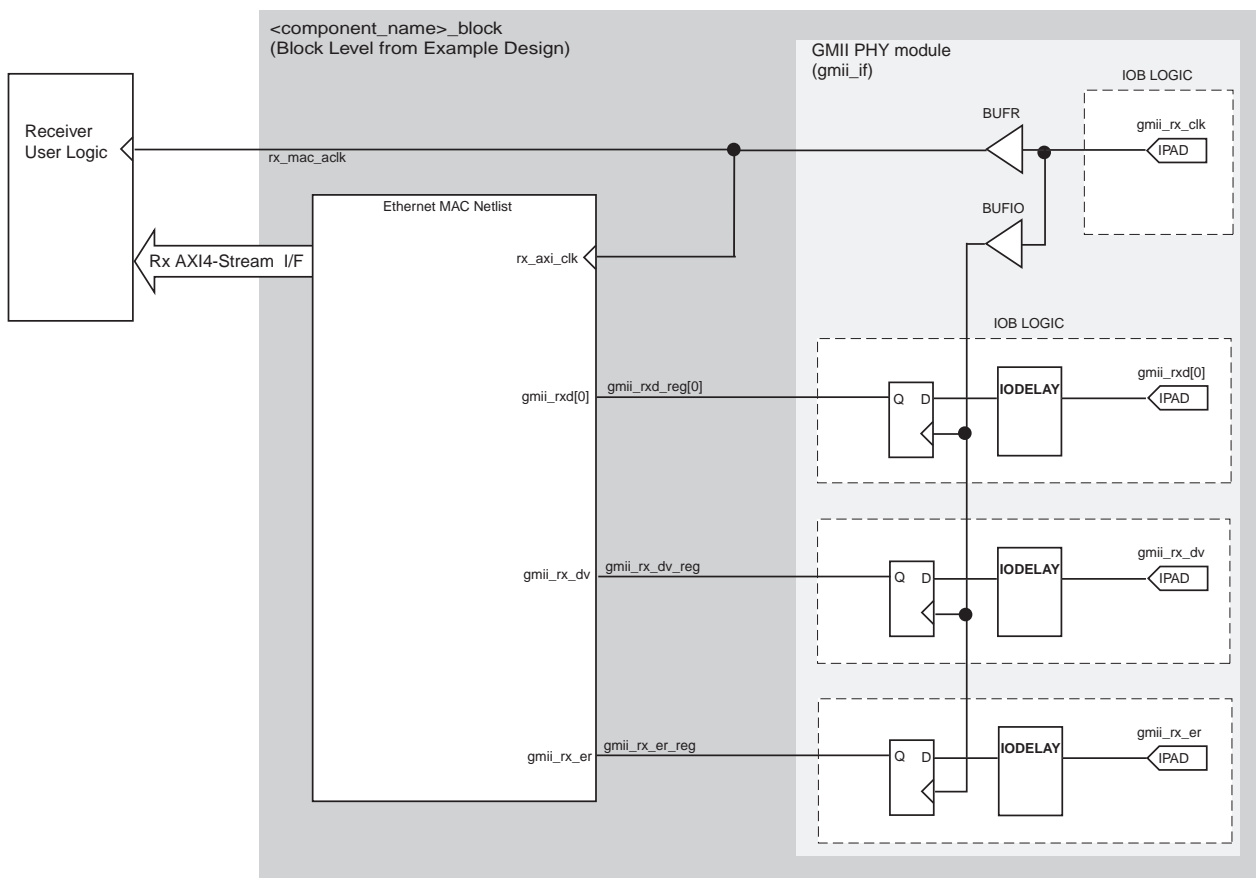 <component_name>_block
(Block Level from Example Design)
GMII PHY module
(gmii_if)
IOB LOGIC
BUFR
gmii_rx_clk
IPAD
Receiver
User Logic
rx_mac_aclk
BUFIO
Ethernet MAC Netlist
Rx AXI4-Stream I/F
rx_axi_clk
IOB LOGIC
gmii_rxd[0]
gmii_rxd_reg[0]
Q D
IODELAY
gmii_rxd[0]
IPAD
gmii_rx_dv
gmii_rx_dv_reg
Q D
IODELAY
gmii_rx_dv
IPAD
gmii_rx_er
gmii_rx_er_reg
Q D
IODELAY
gmii_rx_er
IPAD